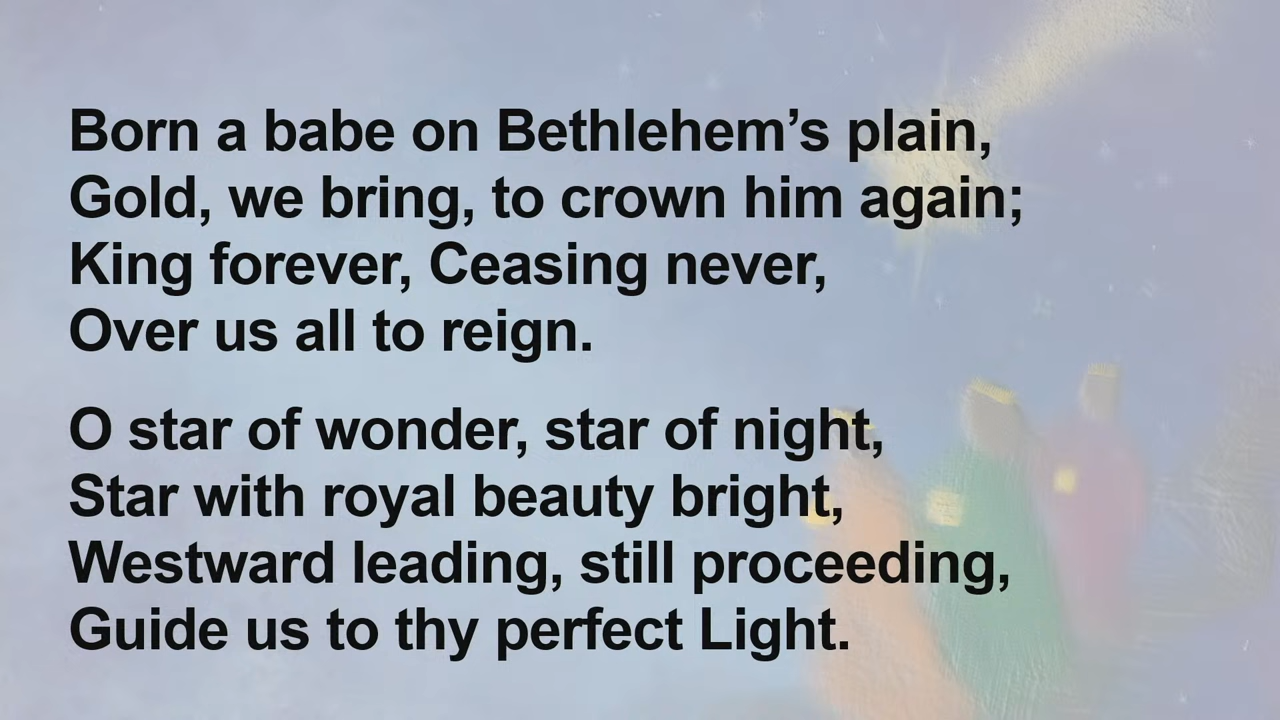 Born a babe on Bethlehem’s plain,
Gold, we bring, to crown him again;
King forever, Ceasing never,
Over us all to reign.
O star of wonder, star of night,
Star with royal beauty bright,
Westward leading, still proceeding,
Guide us to thy perfect Light.